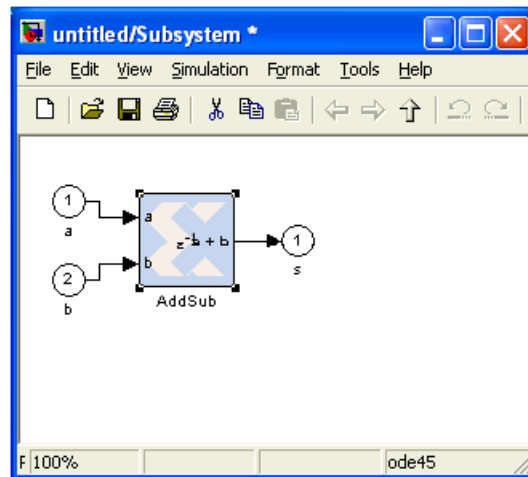 untitled/Subsystem *
File Edit View Simulation Format Tools Help
1
a
a
1
s
2
b
b
AddSub
F 100%
ode45